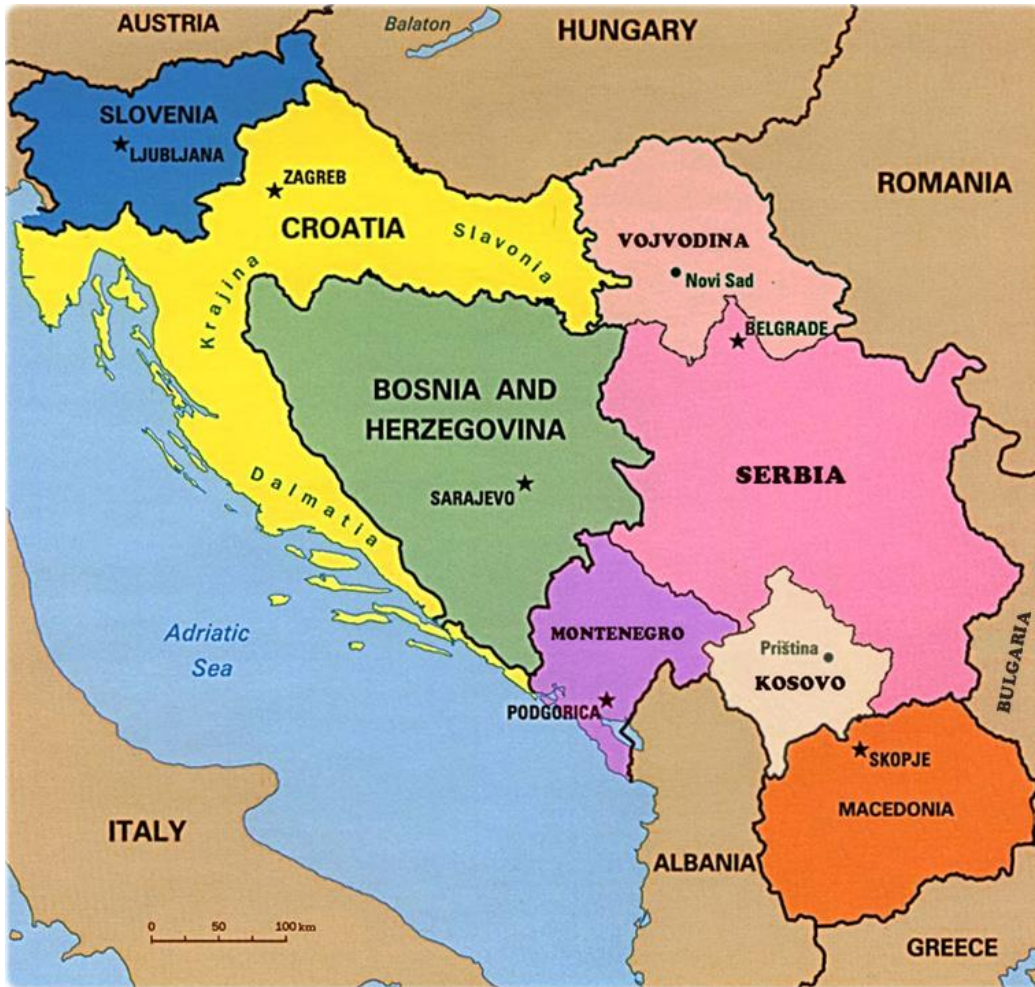 AUSTRIA
Balaton
HUNGARY
SLOVENIA
LJUBLJANA
ZAGREB
ROMANIA
CROATIA
Slavonia
VOJVODINA
Krajina
Novi Sad
BELGRADE
BOSNIA AND
HERZEGOVINA
SERBIA
SARAJEVO
Dalmatia
Adriatic
Sea
MONTENEGRO
Priština
KOSOVO
BULGARIA
PODGORICA
SKOPJE
MACEDONIA
ITALY
ALBANIA
0 50 100 km
GREECE